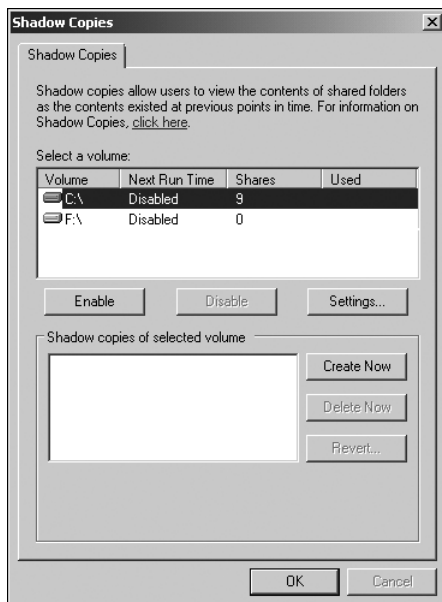 Shadow Copies
Shadow Copies
Shadow copies allow users to view the contents of shared folders
as the contents existed at previous points in time. For information on
Shadow Copies, click here.
Select a volume:
Volume Next Run Time Shares Used
C:\ Disabled 9
F:\ Disabled 0
Enable Disable Settings...
Shadow copies of selected volume
Create Now
Delete Now
Revert...
OK Cancel